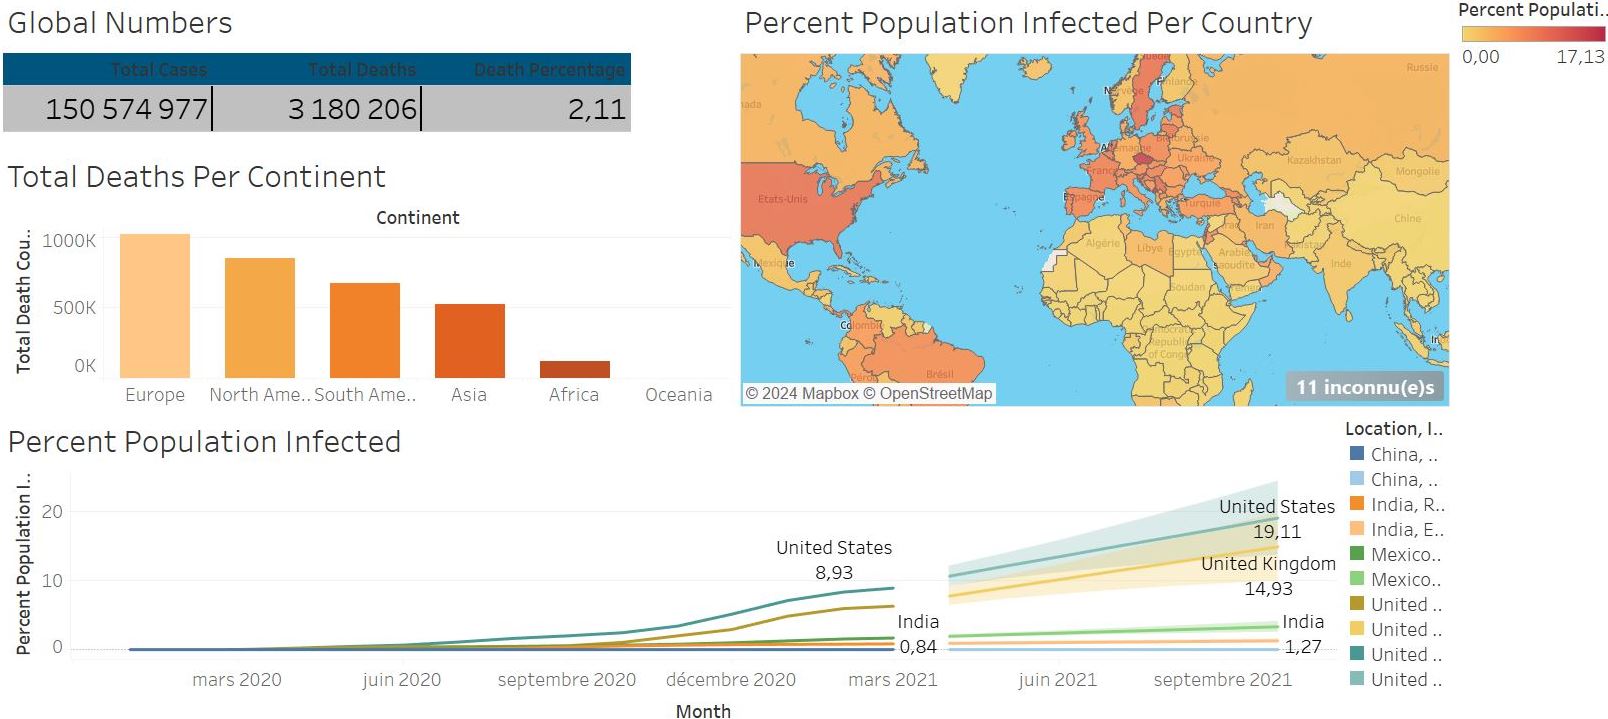 Global Numbers
Total Cases Total Deaths Death Percentage
150 574 977 3 180 206 2,11
Total Deaths Per Continent
Continent
Total Death Cou..
1000K
500K
0K
Europe North Ame.. South Ame.. Asia Africa Oceania
Percent Population Infected Per Country
Percent Populati..
0,00 17,13
Russie
nada
Norvège
Finlande
Biélorussie
Ukraine
Kazakhstan
Mongolie
France
Etats-Unis
Espagne
Turquie
Chine
Algérie
Libye
Egypte
Iran
Pakistan
Arabie
saoudite
Inde
Mexique
Soudan
Yémen
Colombie
Republi
of Congo
Brésil
Pérou
© 2024 Mapbox © OpenStreetMap
11 inconnu(e)s
Percent Population Infected
Percent Population I..
20
10
0
United States
8,93
India
0,84
United States
19,11
United Kingdom
14,93
India
1,27
mars 2020 juin 2020 septembre 2020 décembre 2020 mars 2021 juin 2021 septembre 2021
Month
Location, I..
China, ..
China, ..
India, R..
India, E..
Mexico..
Mexico..
United ..
United ..
United ..
United ..